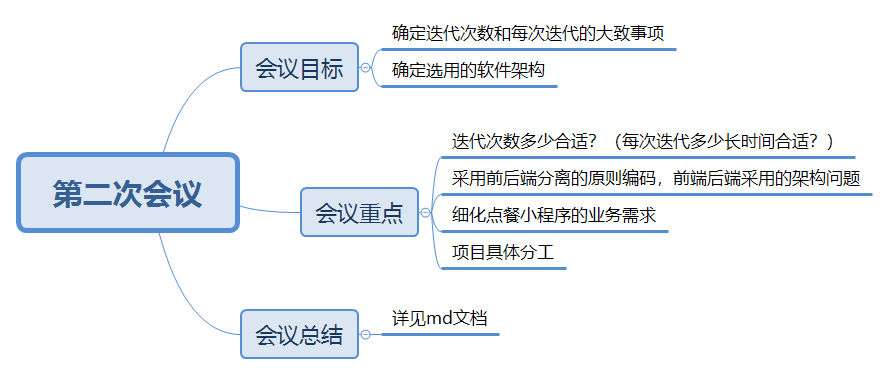 第二次会议
会议目标
确定迭代次数和每次迭代的大致事项
确定选用的软件架构
会议重点
迭代次数多少合适？（每次迭代多少长时间合适？）
采用前后端分离的原则编码，前端后端采用的架构问题
细化点餐小程序的业务需求
项目具体分工
会议总结
详见md文档